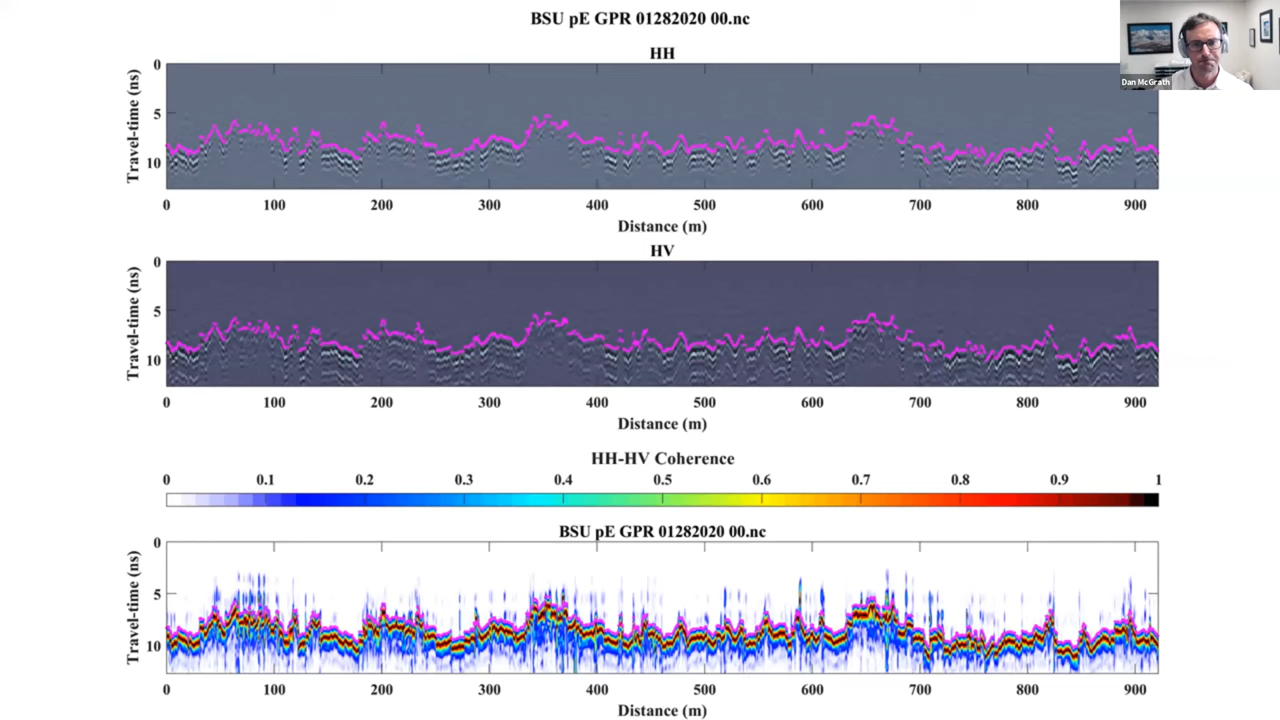 BSU pE GPR 01282020 00.nc
Dan McGrath
HH
Travel-time (ns)
0
5
10
0 100 200 300 400 500 600 700 800 900
Distance (m)
HV
Travel-time (ns)
0
5
10
0 100 200 300 400 500 600 700 800 900
Distance (m)
HH-HV Coherence
0 0.1 0.2 0.3 0.4 0.5 0.6 0.7 0.8 0.9 1
BSU pE GPR 01282020 00.nc
Travel-time (ns)
0
5
10
0 100 200 300 400 500 600 700 800 900
Distance (m)